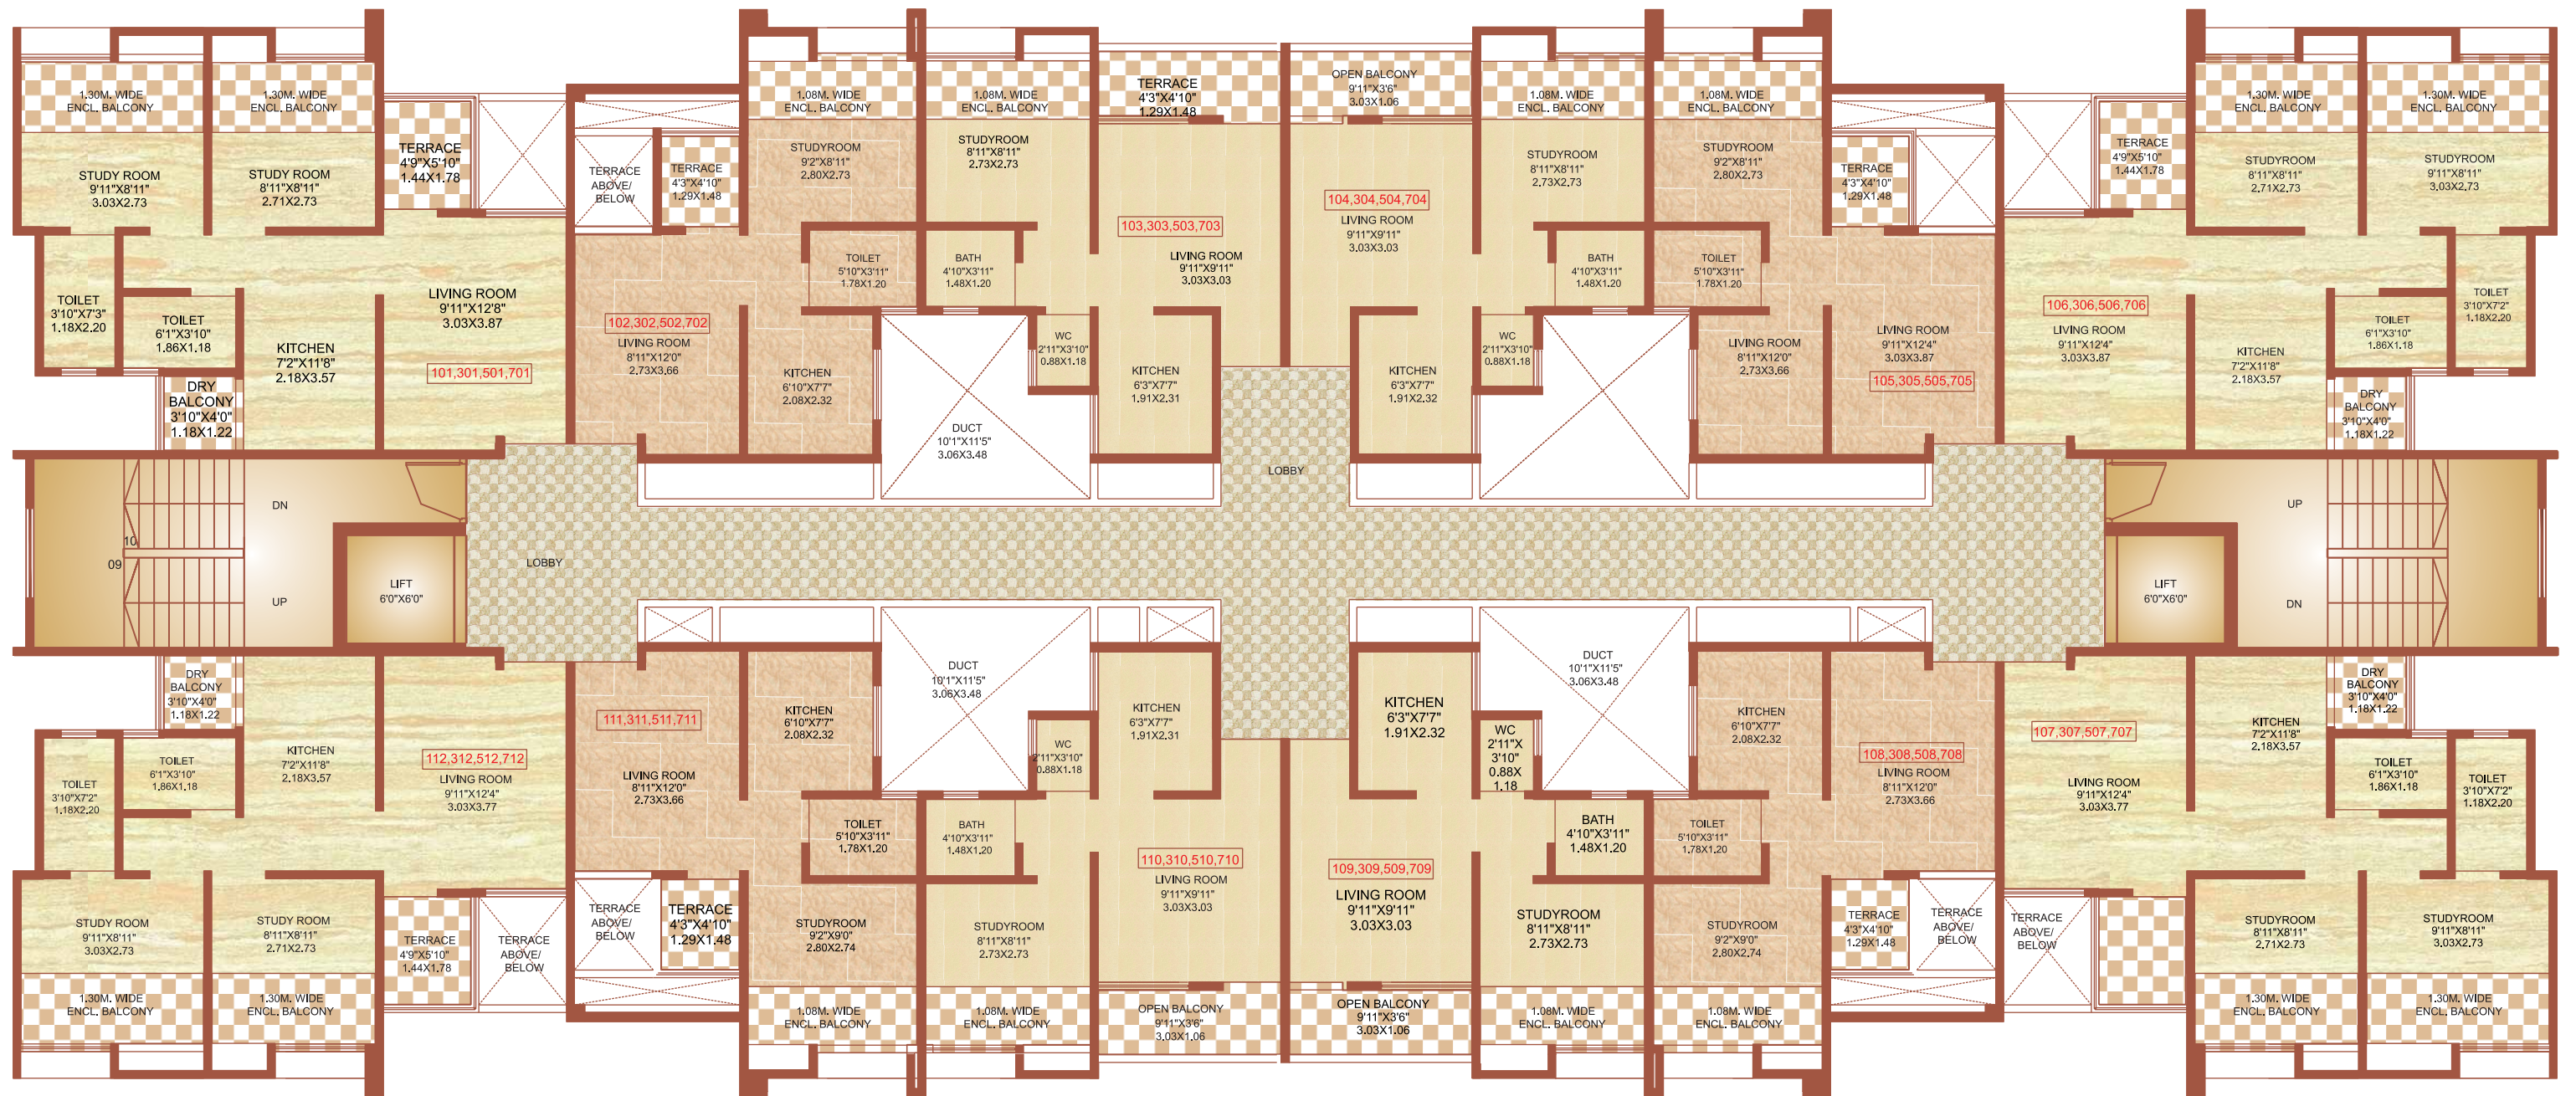 1.30M. WIDE
ENCL. BALCONY
1.30M. WIDE
ENCL. BALCONY
STUDY ROOM
9'11"X8'11"
3.03X2.73
STUDY ROOM
8'11"X8'11"
2.71X2.73
TERRACE
4'9"X5'10"
1.44X1.78
TOILET
3'10"X7'3"
1.18X2.20
TOILET
6'1"X3'10"
1.86X1.18
KITCHEN
7'2"X11'8"
2.18X3.57
LIVING ROOM
9'11"X12'8"
3.03X3.87
101,301,501,701
DRY
BALCONY
3'10"X4'0"
1.18X1.22
TERRACE
ABOVE/
BELOW
TERRACE
4'3"X4'10"
1.29X1.48
1.08M. WIDE
ENCL. BALCONY
STUDYROOM
9'2"X8'11"
2.80X2.73
TOILET
5'10"X3'11"
1.78X1.20
102,302,502,702
LIVING ROOM
8'11"X12'0"
2.73X3.66
KITCHEN
6'10"X7'7"
2.08X2.32
1.08M. WIDE
ENCL. BALCONY
STUDYROOM
8'11"X8'11"
2.73X2.73
TERRACE
4'3"X4'10"
1.29X1.48
BATH
4'10"X3'11"
1.48X1.20
103,303,503,703
LIVING ROOM
9'11"X9'11"
3.03X3.03
WC
2'11"X3'10"
0.88X1.18
KITCHEN
6'3"X7'7"
1.91X2.31
DUCT
10'1"X11'5"
3.06X3.48
OPEN BALCONY
9'11"X3'6"
3.03X1.06
104,304,504,704
LIVING ROOM
9'11"X9'11"
3.03X3.03
1.08M. WIDE
ENCL. BALCONY
STUDYROOM
8'11"X8'11"
2.73X2.73
BATH
4'10"X3'11"
1.48X1.20
KITCHEN
6'3"X7'7"
1.91X2.32
WC
2'11"X3'10"
0.88X1.18
1.08M. WIDE
ENCL. BALCONY
STUDYROOM
9'2"X8'11"
2.80X2.73
TERRACE
4'3"X4'10"
1.29X1.48
TOILET
5'10"X3'11"
1.78X1.20
LIVING ROOM
8'11"X12'0"
2.73X3.66
LIVING ROOM
9'11"X12'4"
3.03X3.87
105,305,505,705
TERRACE
4'9"X5'10"
1.44X1.78
1.30M. WIDE
ENCL. BALCONY
1.30M. WIDE
ENCL. BALCONY
STUDYROOM
8'11"X8'11"
2.71X2.73
STUDYROOM
9'11"X8'11"
3.03X2.73
106,306,506,706
LIVING ROOM
9'11"X12'4"
3.03X3.87
KITCHEN
7'2"X11'8"
2.18X3.57
TOILET
6'1"X3'10"
1.86X1.18
TOILET
3'10"X7'2"
1.18X2.20
DRY
BALCONY
3'10"X4'0"
1.18X1.22
DN
10
09
UP
LIFT
6'0"X6'0"
LOBBY
LOBBY
LIFT
6'0"X6'0"
UP
DN
DRY
BALCONY
3'10"X4'0"
1.18X1.22
TOILET
3'10"X7'2"
1.18X2.20
TOILET
6'1"X3'10"
1.86X1.18
KITCHEN
7'2"X11'8"
2.18X3.57
112,312,512,712
LIVING ROOM
9'11"X12'4"
3.03X3.77
STUDY ROOM
9'11"X8'11"
3.03X2.73
STUDY ROOM
8'11"X8'11"
2.71X2.73
TERRACE
4'9"X5'10"
1.44X1.78
TERRACE
ABOVE/
BELOW
1.30M. WIDE
ENCL. BALCONY
1.30M. WIDE
ENCL. BALCONY
111,311,511,711
LIVING ROOM
8'11"X12'0"
2.73X3.66
KITCHEN
6'10"X7'7"
2.08X2.32
TOILET
5'10"X3'11"
1.78X1.20
TERRACE
ABOVE/
BELOW
TERRACE
4'3"X4'10"
1.29X1.48
STUDYROOM
9'2"X9'0"
2.80X2.74
1.08M. WIDE
ENCL. BALCONY
DUCT
10'1"X11'5"
3.06X3.48
WC
2'11"X3'10"
0.88X1.18
KITCHEN
6'3"X7'7"
1.91X2.31
BATH
4'10"X3'11"
1.48X1.20
110,310,510,710
LIVING ROOM
9'11"X9'11"
3.03X3.03
STUDYROOM
8'11"X8'11"
2.73X2.73
1.08M. WIDE
ENCL. BALCONY
OPEN BALCONY
9'11"X3'6"
3.03X1.06
KITCHEN
6'3"X7'7"
1.91X2.32
WC
2'11"X
3'10"
0.88X
1.18
DUCT
10'1"X11'5"
3.06X3.48
BATH
4'10"X3'11"
1.48X1.20
109,309,509,709
LIVING ROOM
9'11"X9'11"
3.03X3.03
STUDYROOM
8'11"X8'11"
2.73X2.73
OPEN BALCONY
9'11"X3'6"
3.03X1.06
1.08M. WIDE
ENCL. BALCONY
KITCHEN
6'10"X7'7"
2.08X2.32
108,308,508,708
LIVING ROOM
8'11"X12'0"
2.73X3.66
TOILET
5'10"X3'11"
1.78X1.20
STUDYROOM
9'2"X9'0"
2.80X2.74
TERRACE
4'3"X4'10"
1.29X1.48
TERRACE
ABOVE/
BELOW
1.08M. WIDE
ENCL. BALCONY
107,307,507,707
LIVING ROOM
9'11"X12'4"
3.03X3.77
KITCHEN
7'2"X11'8"
2.18X3.57
DRY
BALCONY
3'10"X4'0"
1.18X1.22
TOILET
6'1"X3'10"
1.86X1.18
TOILET
3'10"X7'2"
1.18X2.20
TERRACE
ABOVE/
BELOW
STUDYROOM
8'11"X8'11"
2.71X2.73
STUDYROOM
9'11"X8'11"
3.03X2.73
1.30M. WIDE
ENCL. BALCONY
1.30M. WIDE
ENCL. BALCONY